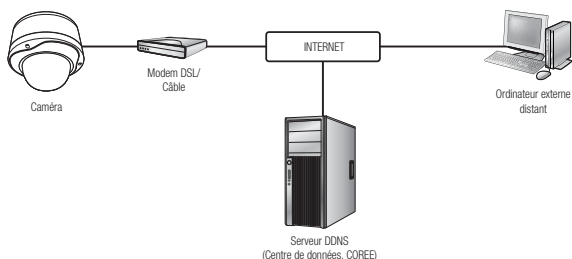 INTERNET
Modem DSL/
Câble
Caméra
Ordinateur externe
distant
Serveur DDNS
(Centre de données, COREE)